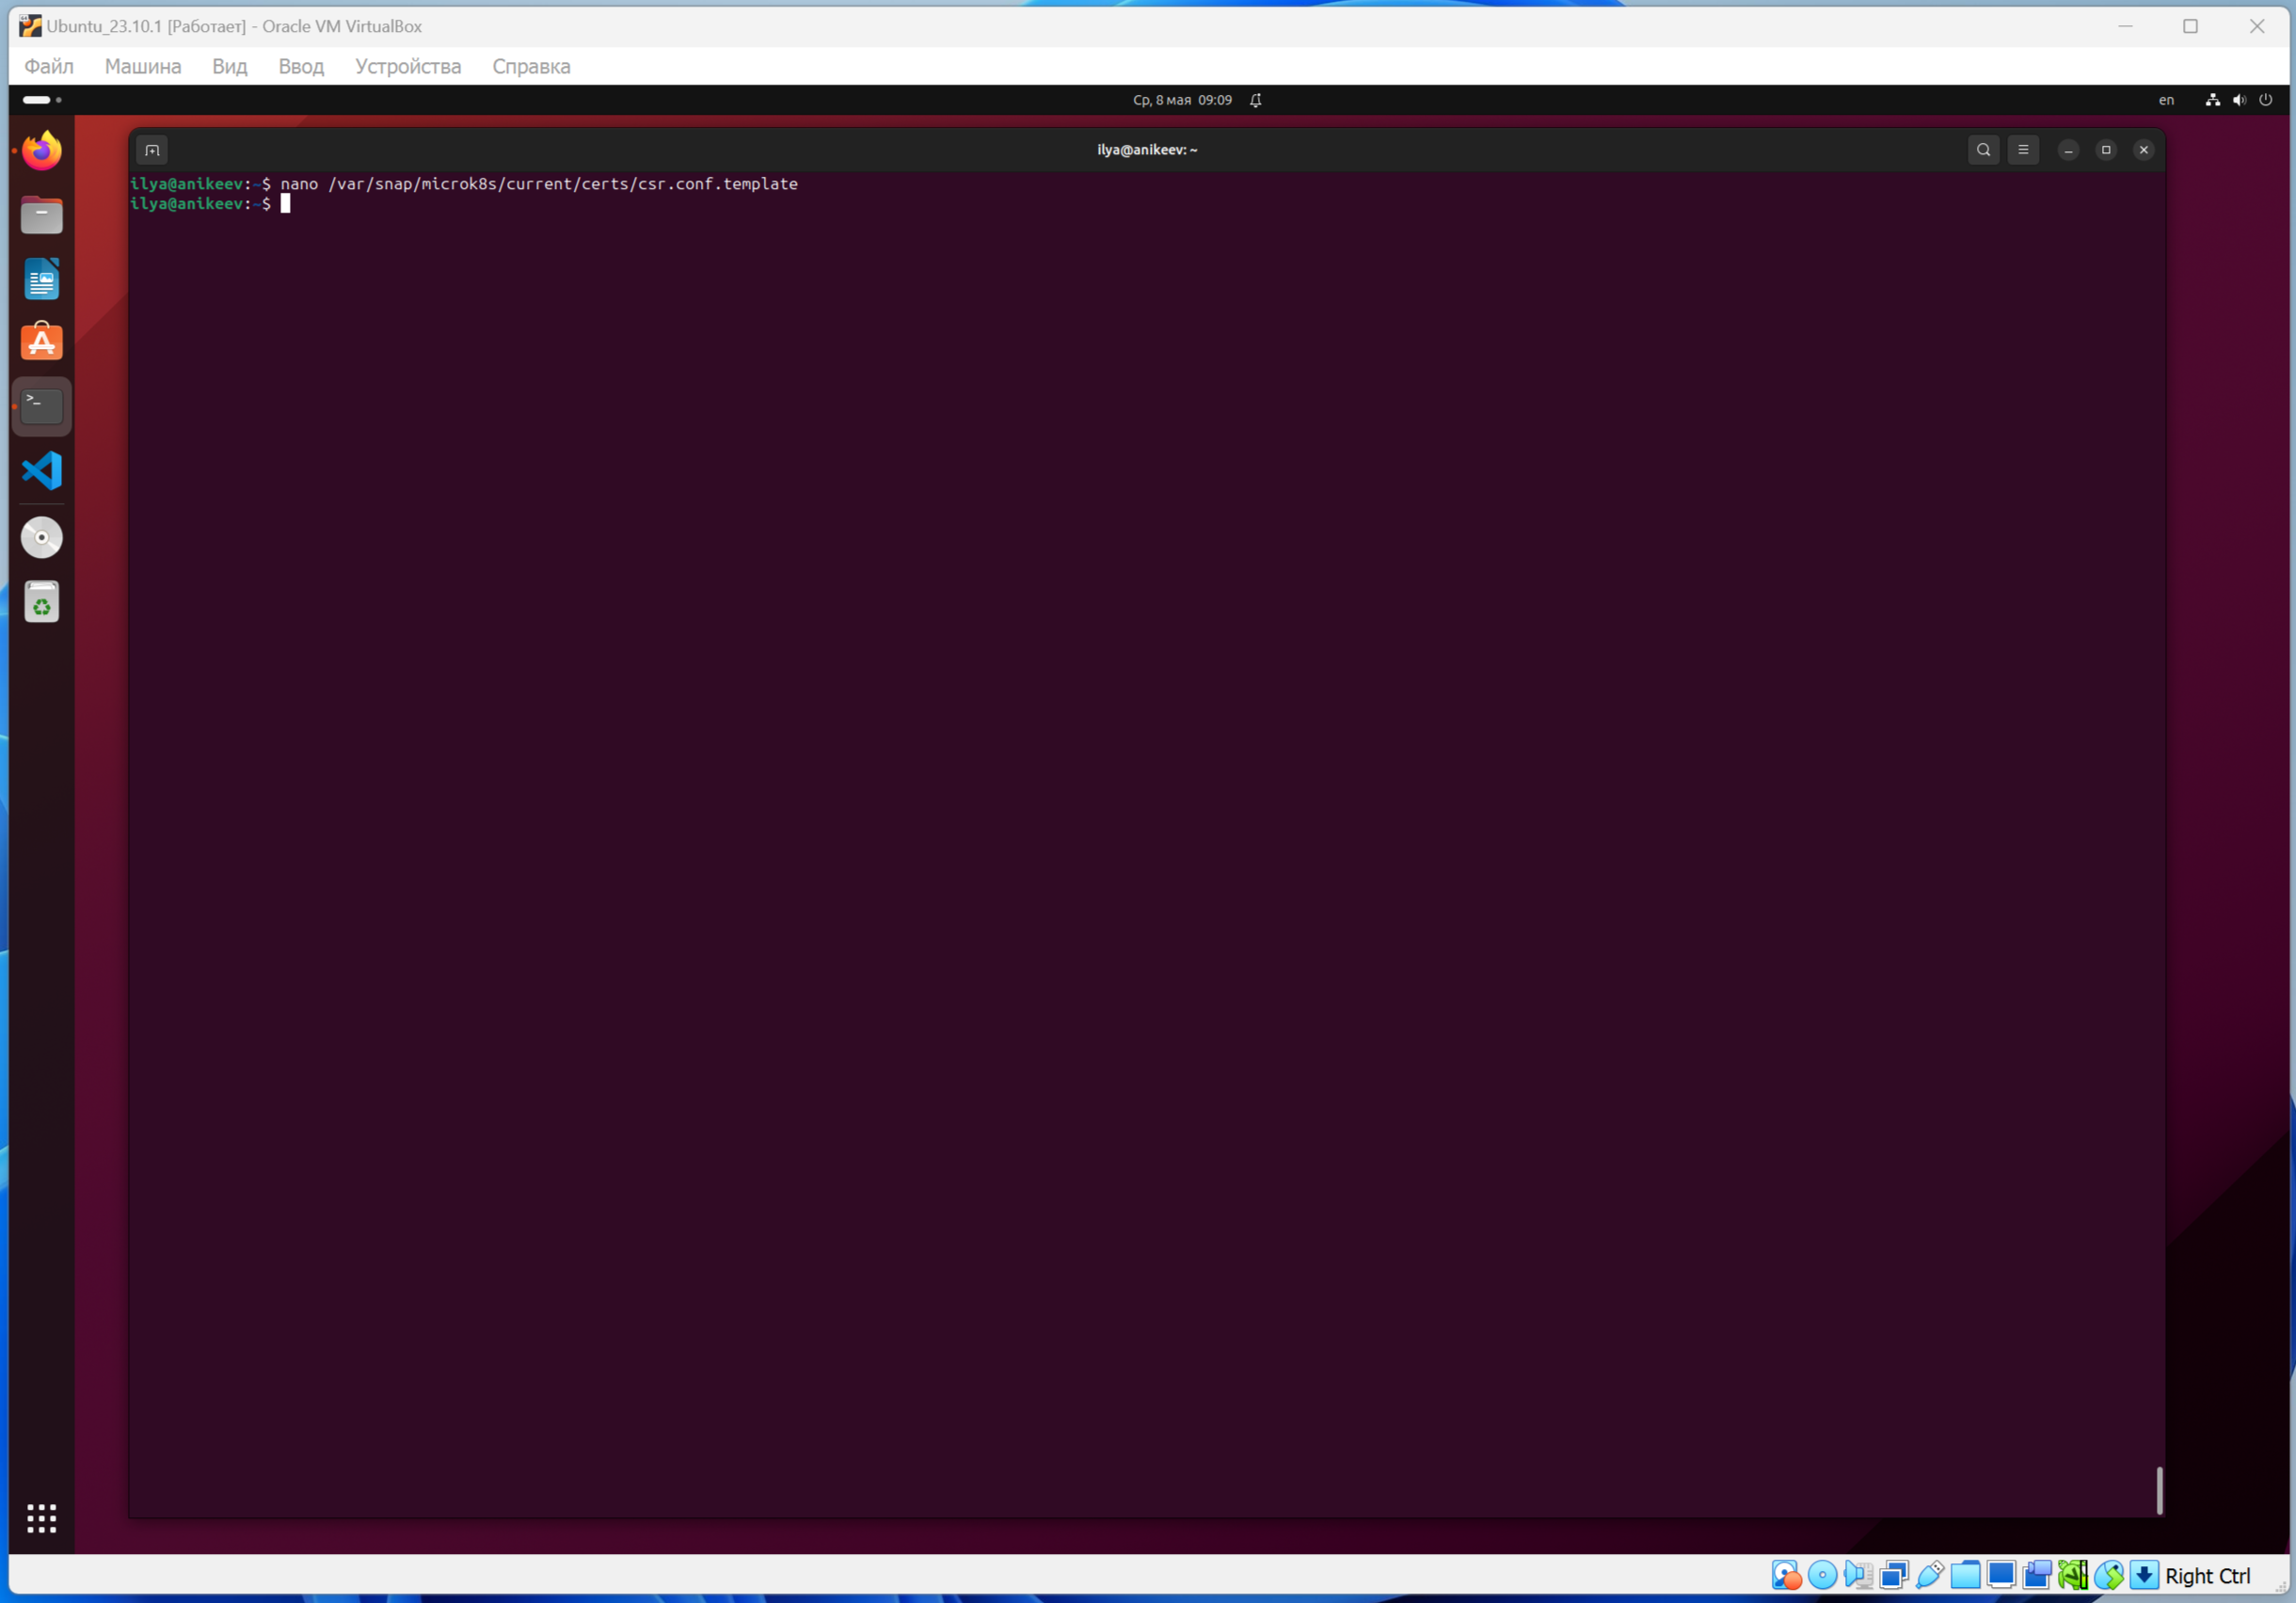 Ubuntu_23.10.1 [Работает] - Oracle VM VirtualBox
Файл Машина Вид Ввод Устройства Справка
Ср, 8 мая 09:09
en
ilya@anikeev: ~
ilya@anikeev:~$ nano /var/snap/microk8s/current/certs/csr.conf.template
ilya@anikeev:~$
Right Ctrl